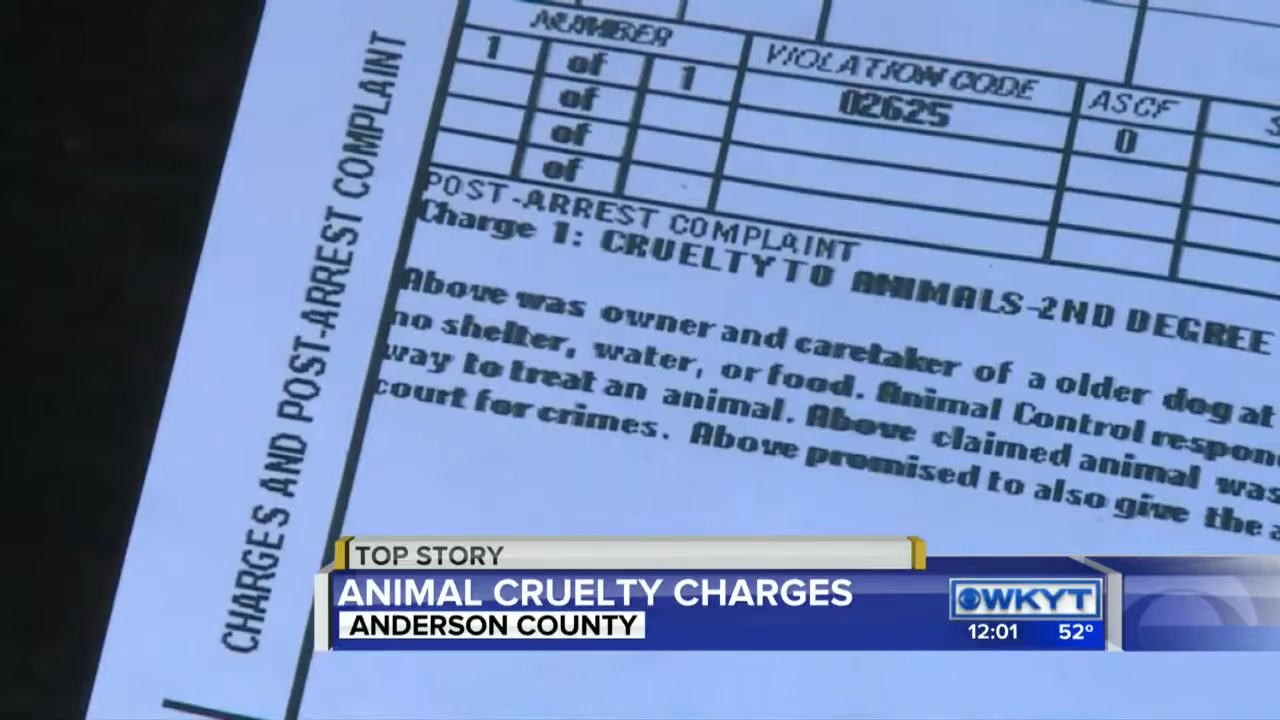 NUMBER
VIOLATION CODE
ASCF
1 of 1
02625
0
of
of
of
POST-ARREST COMPLAINT
Charge 1: CRUELTY TO ANIMALS-2ND DEGREE
Above was owner and caretaker of a older dog at
no shelter, water, or food. Animal Control respon
way to treat an animal. Above claimed animal was
court for crimes. Above promised to also give the a
CHARGES AND POST-ARREST COMPLAINT
TOP STORY
ANIMAL CRUELTY CHARGES
ANDERSON COUNTY
WKYT
12:01 52°